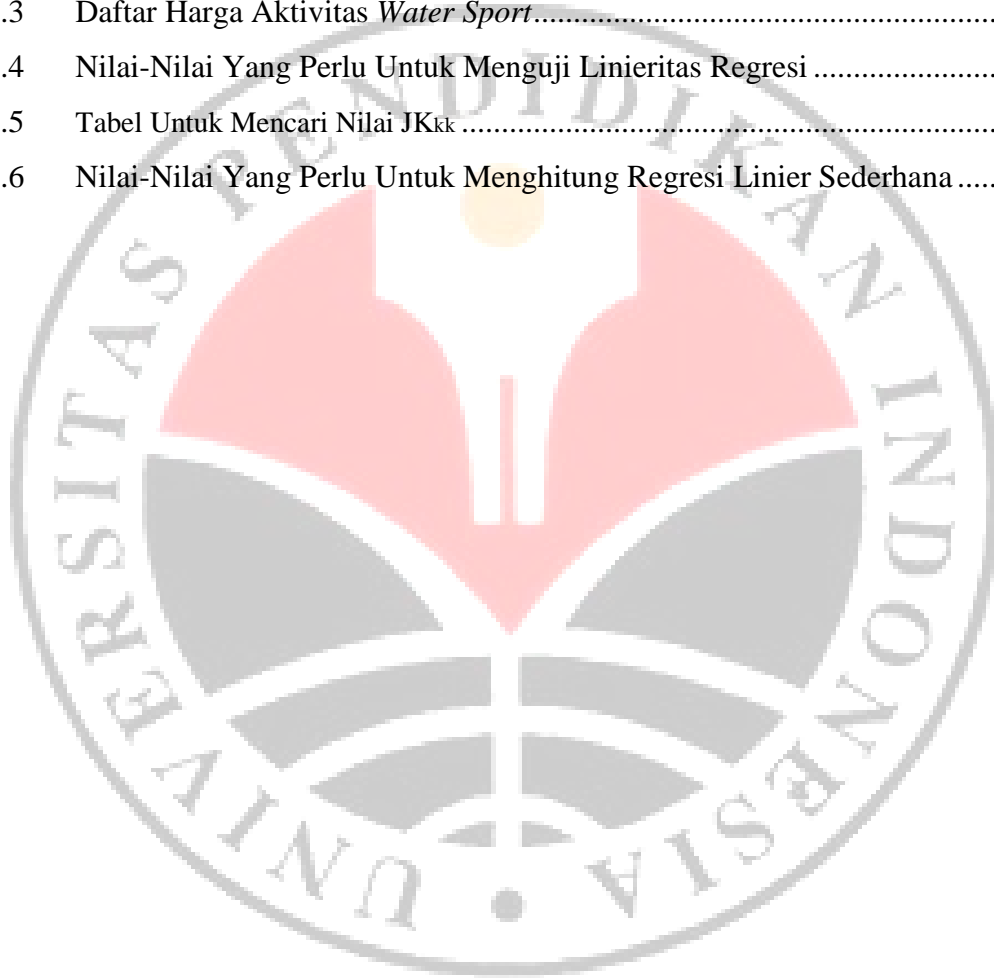 .3 Daftar Harga Aktivitas Water Sport
.4 Nilai-Nilai Yang Perlu Untuk Menguji Linieritas Regresi
.5 Tabel Untuk Mencari Nilai JKkk
.6 Nilai-Nilai Yang Perlu Untuk Menghitung Regresi Linier Sederhana
UNIVERSITAS PENDIDIKAN INDONESIA